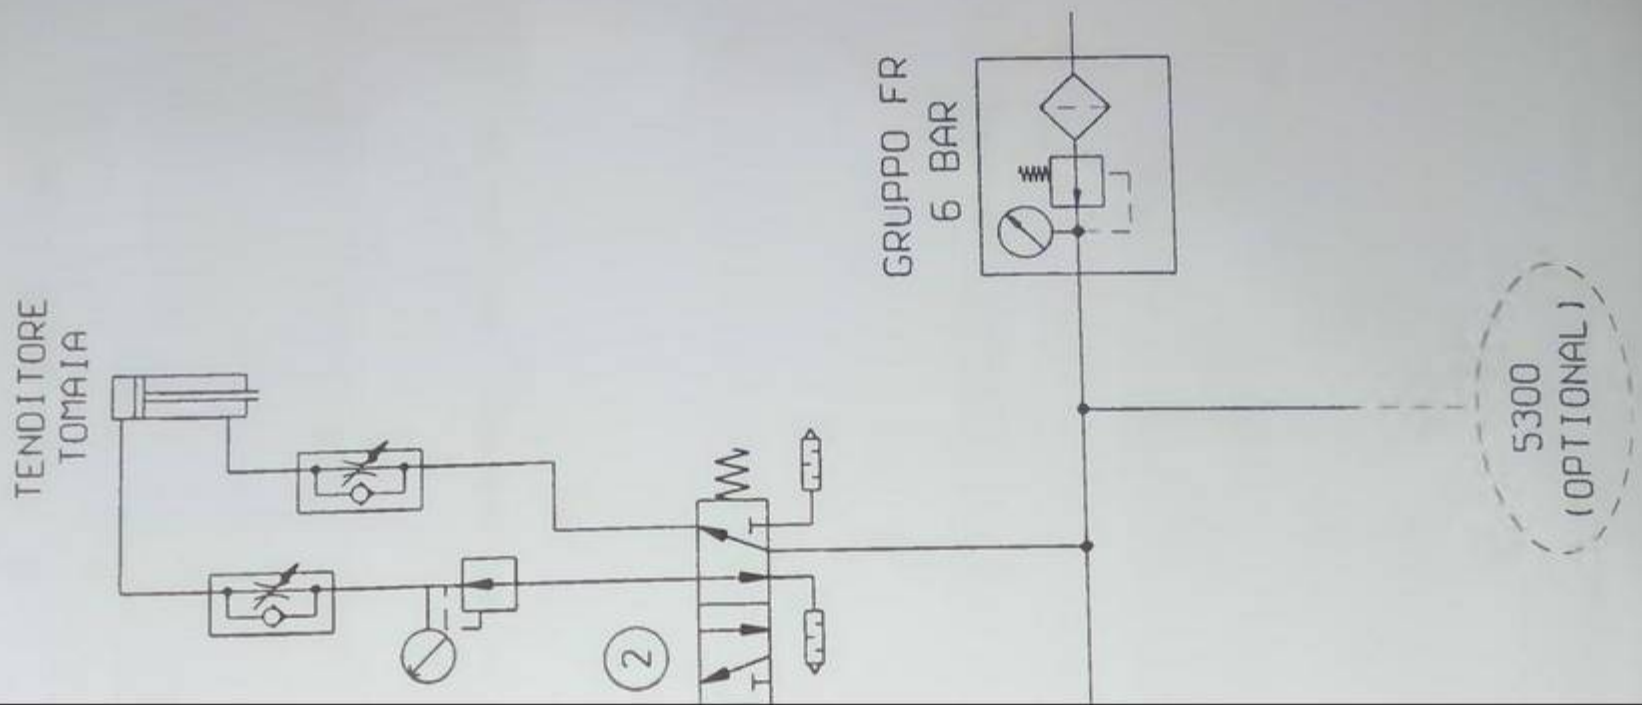 TENDITORE
TOMAIA
GRUPPO FR
6 BAR
2
5300
(OPTIONAL)